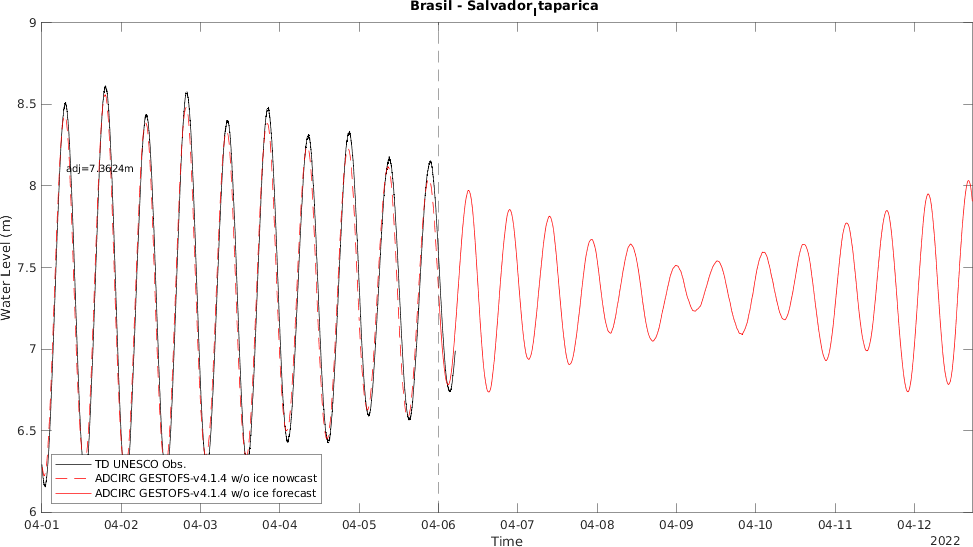 Brasil - Salvador_Itaparica
9
8.5
8
7.5
7
6.5
6
Water Level (m)
adj=7.3624m
TD UNESCO Obs.
ADCIRC GESTOFS-v4.1.4 w/o ice nowcast
ADCIRC GESTOFS-v4.1.4 w/o ice forecast
04-01 04-02 04-03 04-04 04-05 04-06 04-07 04-08 04-09 04-10 04-11 04-12
Time
2022